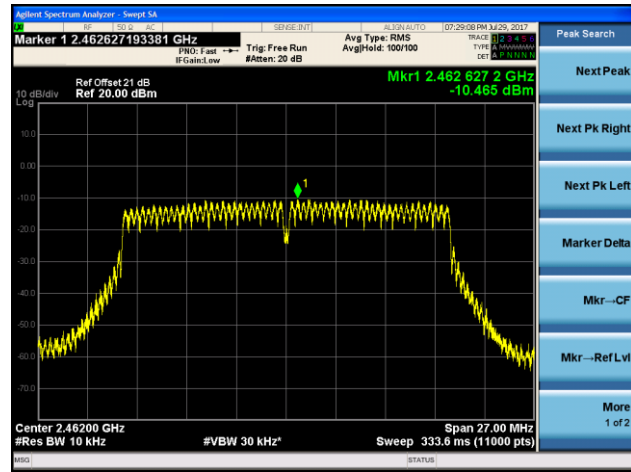 Agilent Spectrum Analyzer - Swept SA
RF 50 Ω AC SENSE:INT ALIGN AUTO 07:29:08 PM Jul 29, 2017
Marker 1 2.462627193381 GHz
PNO: Fast
IFGain:Low
Trig: Free Run
#Atten: 20 dB
Avg Type: RMS
Avg|Hold: 100/100
TRACE 1 2 3 4 5 6
TYPE A
DET A P N N N N
Peak Search
Mkr1 2.462 627 2 GHz
-10.465 dBm
Ref Offset 21 dB
10 dB/div Ref 20.00 dBm
Log
10.0
0.00
-10.0
-20.0
-30.0
-40.0
-50.0
-60.0
-70.0
1
Center 2.46200 GHz
Span 27.00 MHz
#Res BW 10 kHz
#VBW 30 kHz*
Sweep 333.6 ms (11000 pts)
MSG
STATUS
Next Peak
Next Pk Right
Next Pk Left
Marker Delta
Mkr→CF
Mkr→Ref Lvl
More
1 of 2